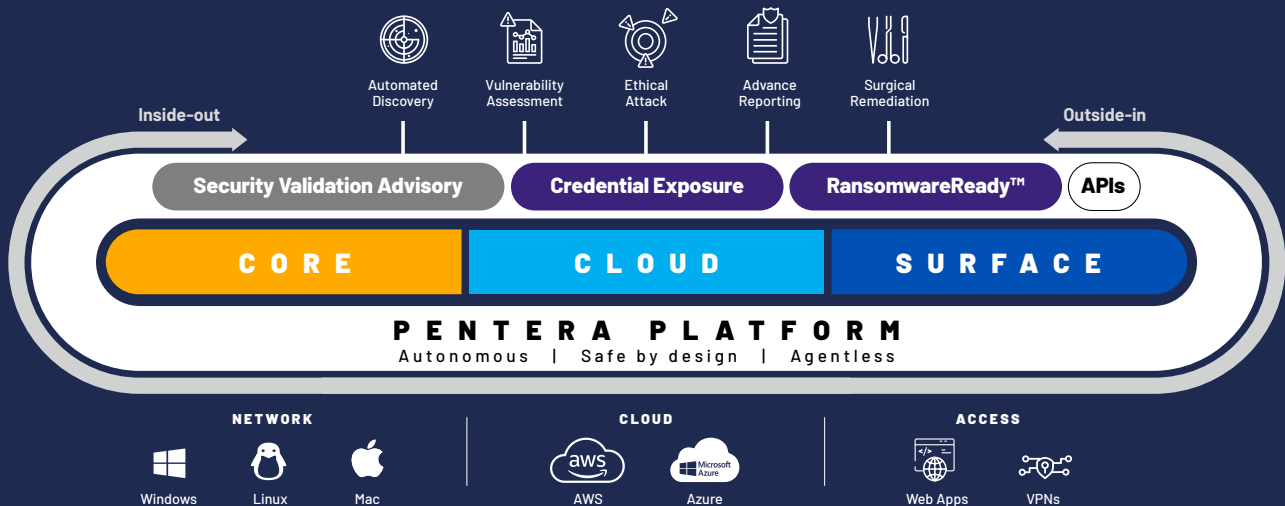 Automated
Discovery
Vulnerability
Assessment
Ethical
Attack
Advance
Reporting
Surgical
Remediation
Inside-out
Outside-in
Security Validation Advisory
Credential Exposure
RansomwareReady™
APIs
CORE
CLOUD
SURFACE
PENTERA PLATFORM
Autonomous | Safe by design | Agentless
NETWORK
CLOUD
ACCESS
aws
Microsoft
Azure
</>
Windows
Linux
Mac
AWS
Azure
Web Apps
VPNs